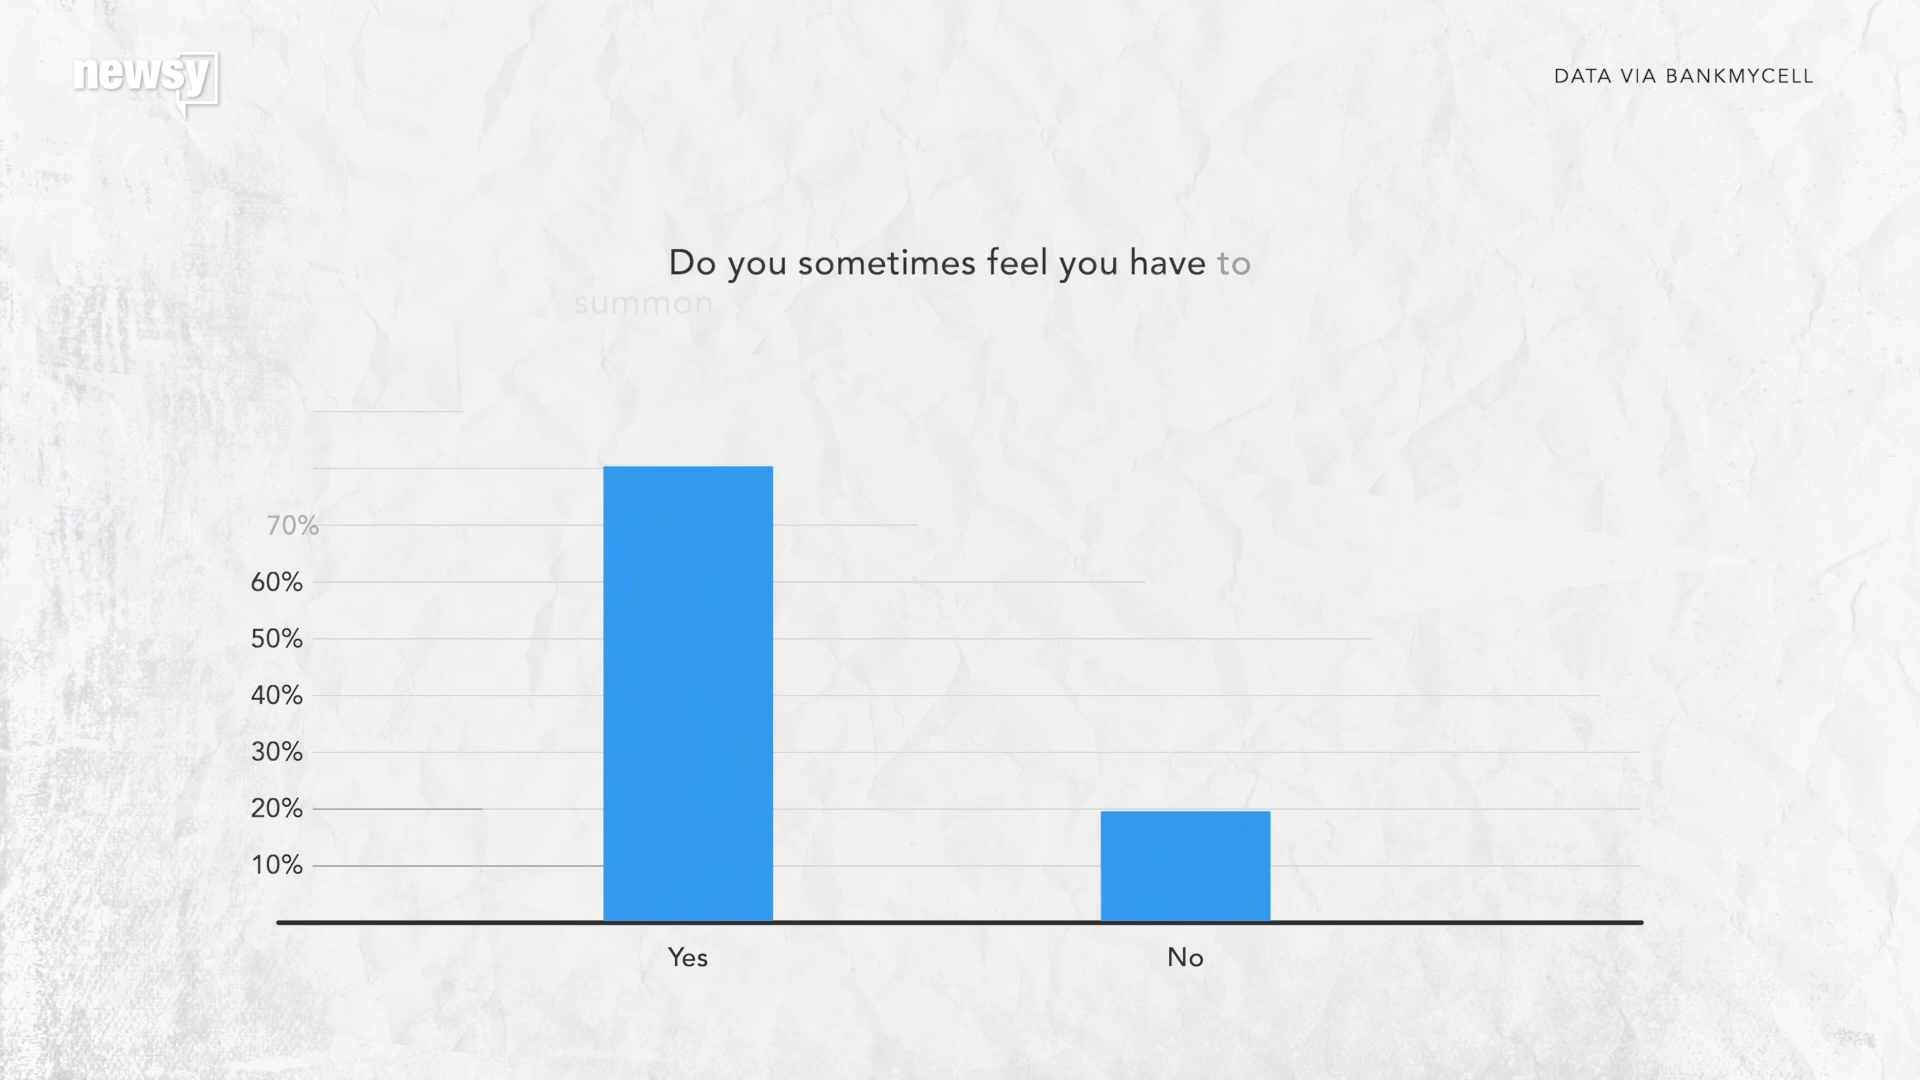 newsy
DATA VIA BANKMYCELL
Do you sometimes feel you have to
summon
70%
60%
50%
40%
30%
20%
10%
Yes
No